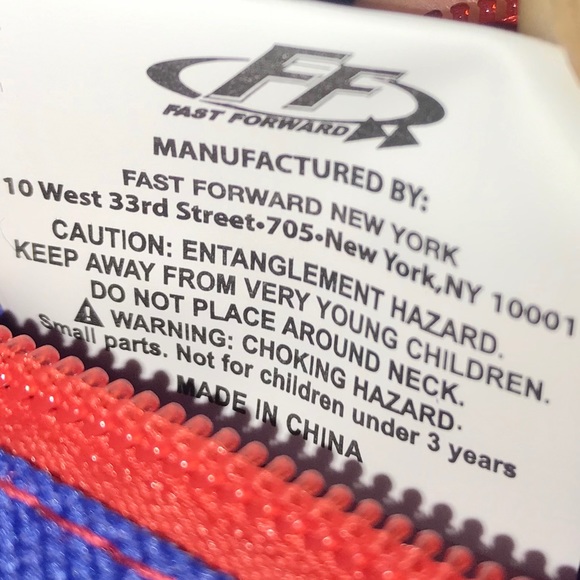 FF
FAST FORWARD
MANUFACTURED BY:
FAST FORWARD NEW YORK
10 West 33rd Street•705•New York,NY 10001
CAUTION: ENTANGLEMENT HAZARD.
KEEP AWAY FROM VERY YOUNG CHILDREN.
DO NOT PLACE AROUND NECK.
WARNING: CHOKING HAZARD.
Small parts. Not for children under 3 years
MADE IN CHINA